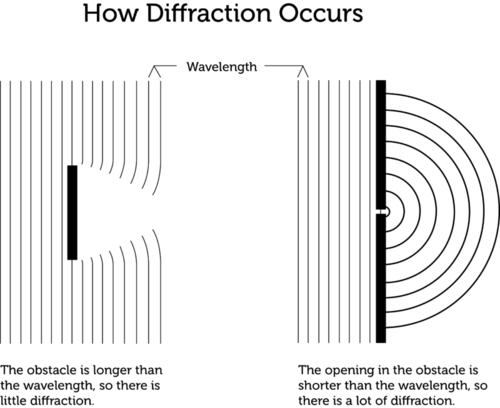 How Diffraction Occurs
Wavelength
The obstacle is longer than
the wavelength, so there is
little diffraction.
The opening in the obstacle is
shorter than the wavelength, so
there is a lot of diffraction.